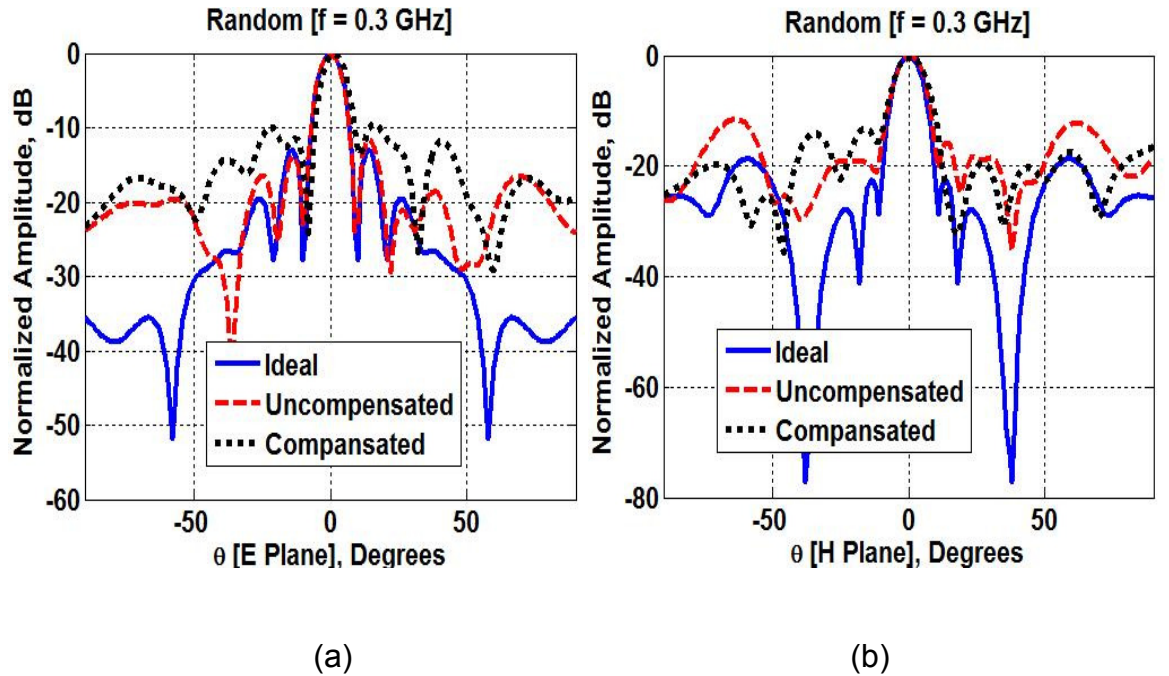 Random [f = 0.3 GHz]
Normalized Amplitude, dB
0
-10
-20
-30
-40
-50
-60
Ideal
Uncompensated
Compansated
-50
0
50
θ [E Plane], Degrees
(a)
Random [f = 0.3 GHz]
Normalized Amplitude, dB
0
-20
-40
-60
-80
Ideal
Uncompensated
Compansated
-50
0
50
θ [H Plane], Degrees
(b)